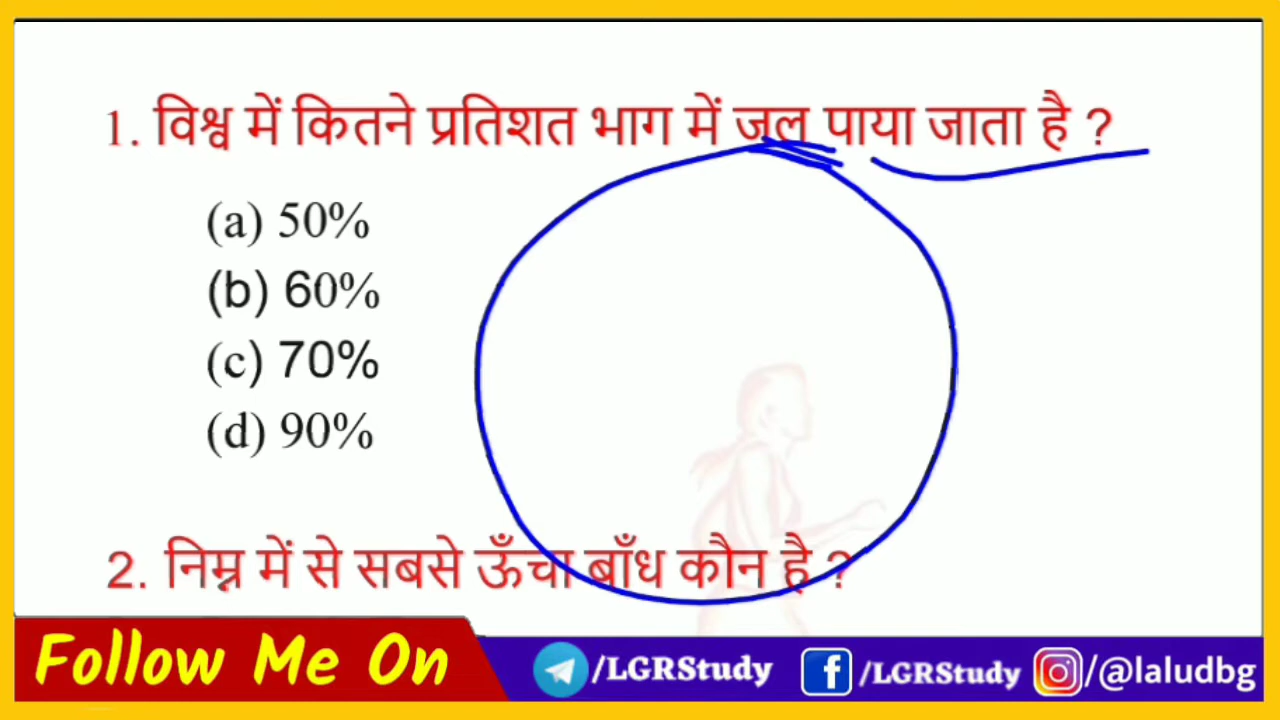 1. विश्व में कितने प्रतिशत भाग में जल पाया जाता है ?
(a) 50%
(b) 60%
(c) 70%
(d) 90%
2. निम्न में से सबसे ऊँचा बाँध कौन है ?
Follow Me On /LGRStudy /LGRStudy /@laludbg